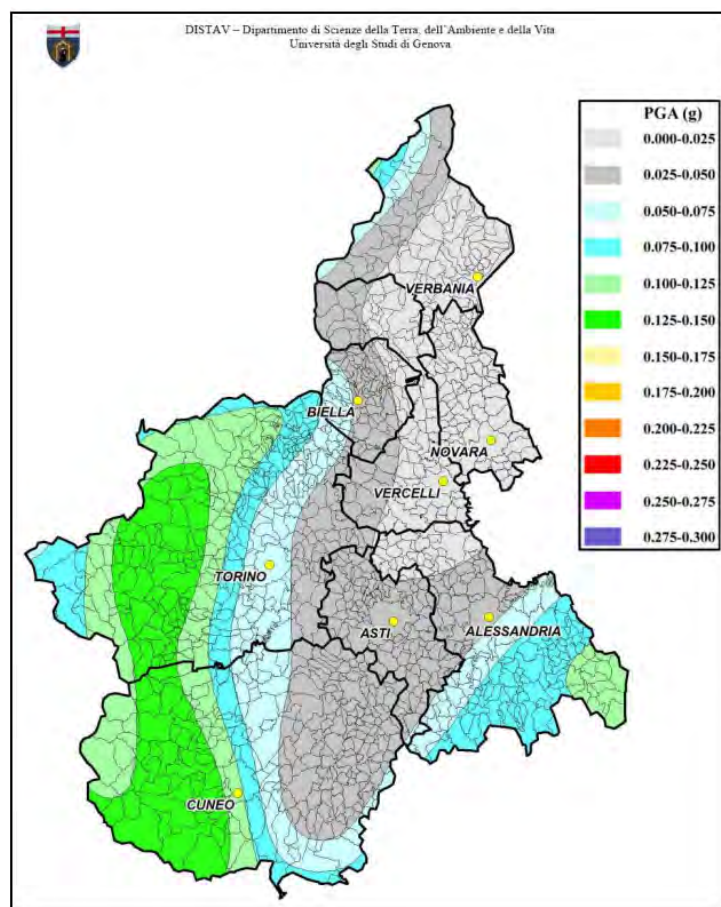 DISTAV – Dipartimento di Scienze della Terra, dell'Ambiente e della Vita
Università degli Studi di Genova
PGA (g)
0.000-0.025
0.025-0.050
0.050-0.075
0.075-0.100
0.100-0.125
0.125-0.150
0.150-0.175
0.175-0.200
0.200-0.225
0.225-0.250
0.250-0.275
0.275-0.300
VERBANIA
BIELLA
NOVARA
VERCELLI
TORINO
ASTI
ALESSANDRIA
CUNEO